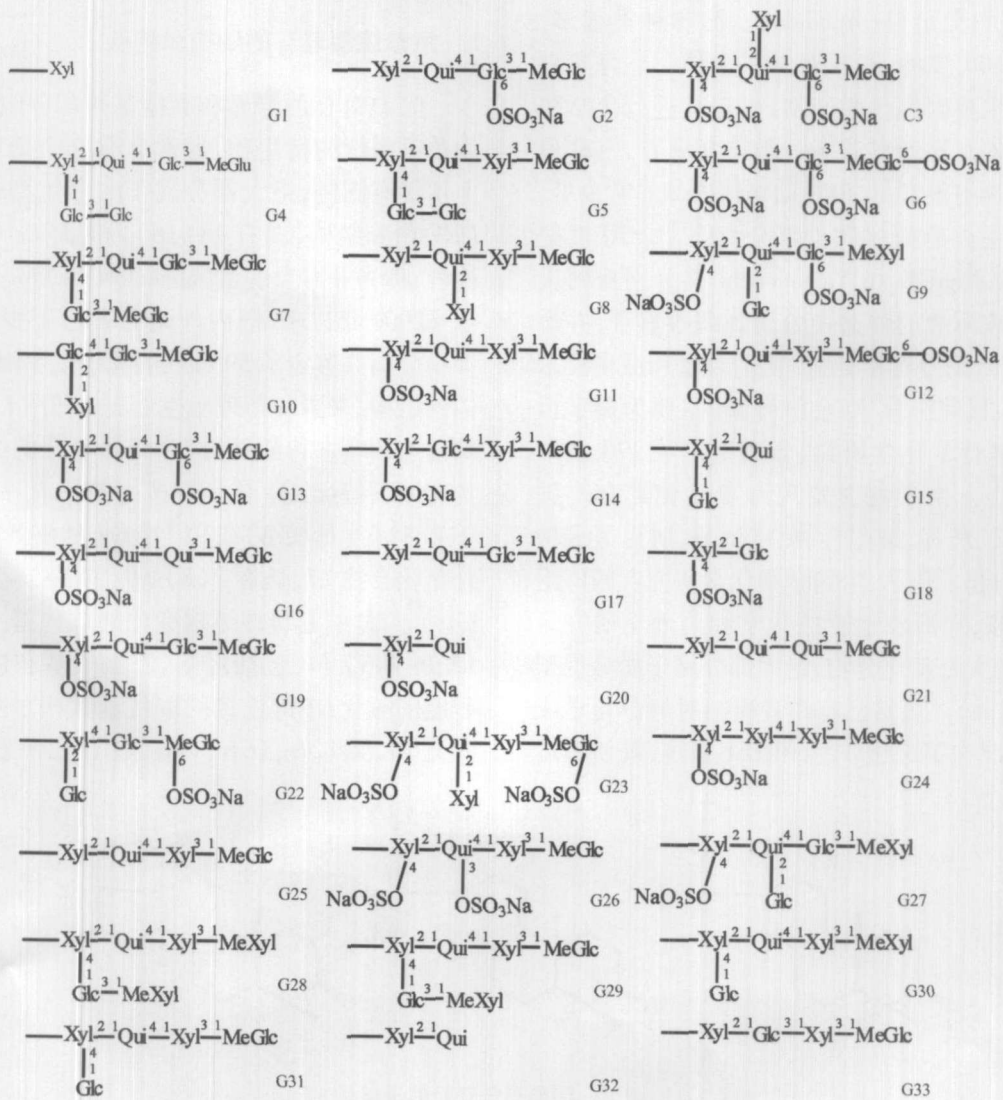 —Xyl G1
—Xyl 2 1 Qui 4 1 Glc 3 1 MeGlc
6
OSO₃Na G2
Xyl
1
2
—Xyl 2 1 Qui 4 1 Glc 3 1 MeGlc
4 6
OSO₃Na OSO₃Na C3
—Xyl 2 1 Qui 4 1 Glc 3 1 MeGlu
4
1
Glc 3 1 Glc G4
—Xyl 2 1 Qui 4 1 Xyl 3 1 MeGlc
4
1
Glc 3 1 Glc G5
—Xyl 2 1 Qui 4 1 Glc 3 1 MeGlc 6 OSO₃Na
4 6
OSO₃Na OSO₃Na G6
—Xyl 2 1 Qui 4 1 Glc 3 1 MeGlc
4
1
Glc 3 1 MeGlc G7
—Xyl 2 1 Qui 4 1 Xyl 3 1 MeGlc
2
1
Xyl G8
—Xyl 2 1 Qui 4 1 Glc 3 1 MeXyl
4 2 6
1
NaO₃SO Glc OSO₃Na G9
—Glc 4 1 Glc 3 1 MeGlc
2
1
Xyl G10
—Xyl 2 1 Qui 4 1 Xyl 3 1 MeGlc
4
OSO₃Na G11
—Xyl 2 1 Qui 4 1 Xyl 3 1 MeGlc 6 OSO₃Na
4
OSO₃Na G12
—Xyl 2 1 Qui 4 1 Glc 3 1 MeGlc
4 6
OSO₃Na OSO₃Na G13
—Xyl 2 1 Glc 4 1 Xyl 3 1 MeGlc
4
OSO₃Na G14
—Xyl 2 1 Qui
4
1
Glc G15
—Xyl 2 1 Qui 4 1 Qui 3 1 MeGlc
4
OSO₃Na G16
—Xyl 2 1 Qui 4 1 Glc 3 1 MeGlc
G17
—Xyl 2 1 Glc
4
OSO₃Na G18
—Xyl 2 1 Qui 4 1 Glc 3 1 MeGlc
4
OSO₃Na G19
—Xyl 2 1 Qui
4
OSO₃Na G20
—Xyl 2 1 Qui 4 1 Qui 3 1 MeGlc
G21
—Xyl 4 1 Glc 3 1 MeGlc
2 6
1
Glc OSO₃Na G22
—Xyl 2 1 Qui 4 1 Xyl 3 1 MeGlc
4 2 6
1
NaO₃SO Xyl NaO₃SO G23
—Xyl 2 1 Xyl 4 1 Xyl 3 1 MeGlc
4
OSO₃Na G24
—Xyl 2 1 Qui 4 1 Xyl 3 1 MeGlc
G25
—Xyl 2 1 Qui 4 1 Xyl 3 1 MeGlc
4 3
NaO₃SO OSO₃Na G26
—Xyl 2 1 Qui 4 1 Glc 3 1 MeXyl
4 2
1
NaO₃SO Glc G27
—Xyl 2 1 Qui 4 1 Xyl 3 1 MeXyl
4
1
Glc 3 1 MeXyl G28
—Xyl 2 1 Qui 4 1 Xyl 3 1 MeGlc
4
1
Glc 3 1 MeXyl G29
—Xyl 2 1 Qui 4 1 Xyl 3 1 MeXyl
4
1
Glc G30
—Xyl 2 1 Qui 4 1 Xyl 3 1 MeGlc
4
1
Glc G31
—Xyl 2 1 Qui
G32
—Xyl 2 1 Glc 3 1 Xyl 3 1 MeGlc
G33